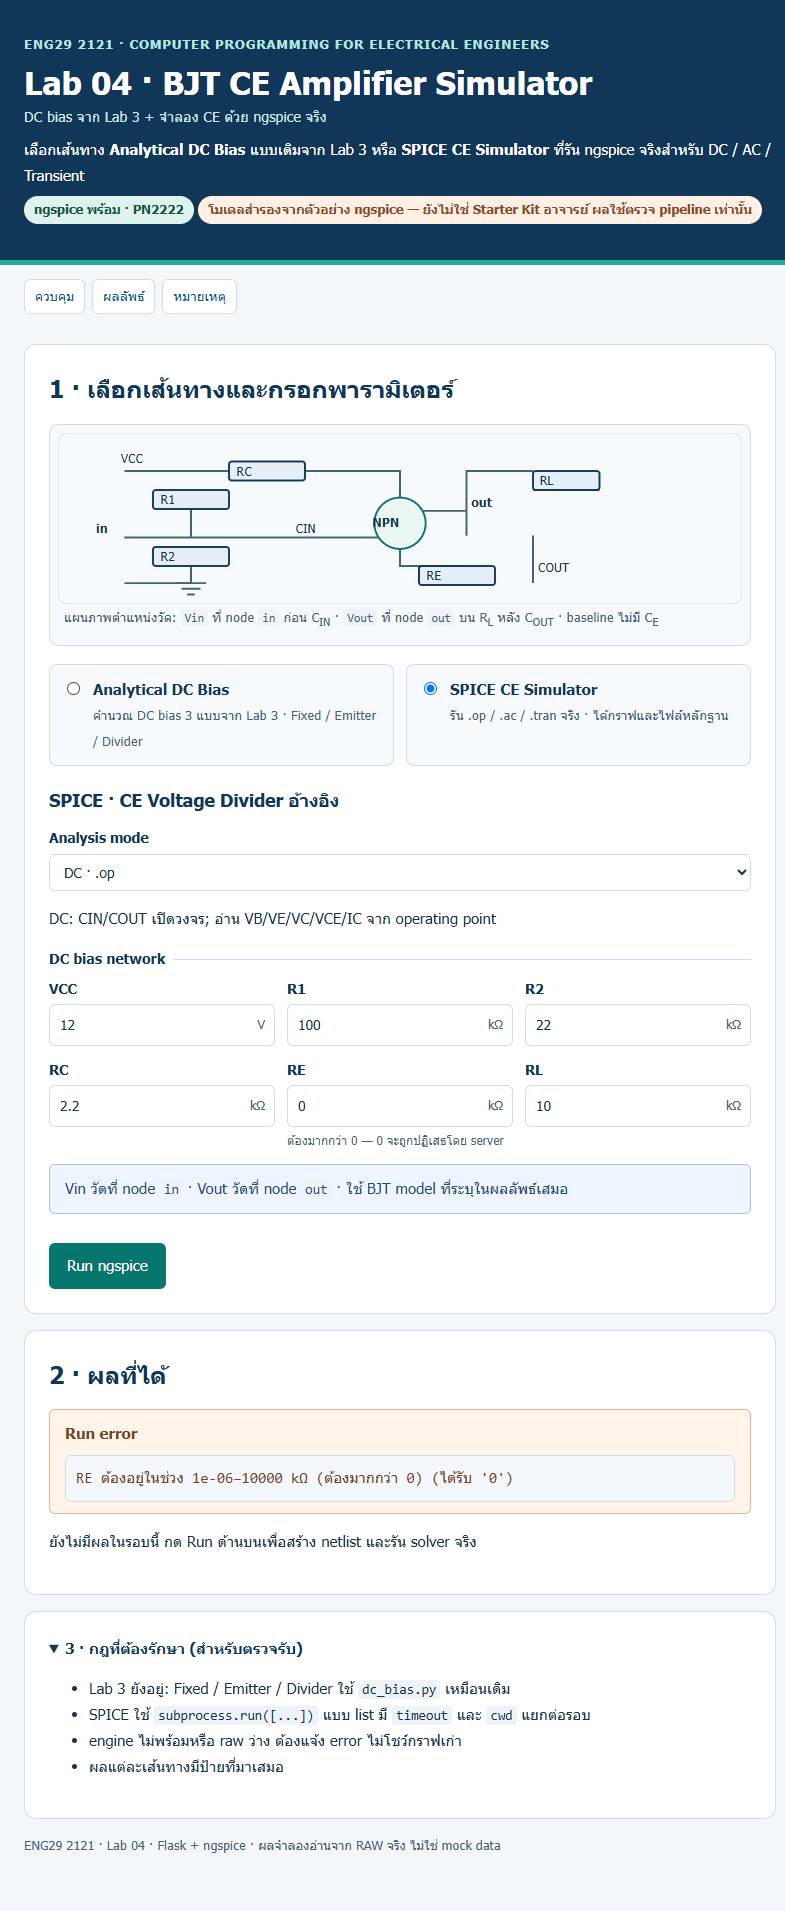 ENG29 2121 · COMPUTER PROGRAMMING FOR ELECTRICAL ENGINEERS
Lab 04 · BJT CE Amplifier Simulator
DC bias จาก Lab 3 + จำลอง CE ด้วย ngspice จริง
เลือกเส้นทาง Analytical DC Bias แบบเดิมจาก Lab 3 หรือ SPICE CE Simulator ที่รัน ngspice จริงสำหรับ DC / AC /
Transient
ngspice พร้อม · PN2222
โมเดลสำรองจากตัวอย่าง ngspice — ยังไม่ใช่ Starter Kit อาจารย์ ผลใช้ตรวจ pipeline เท่านั้น
ควบคุม
ผลลัพธ์
หมายเหตุ
1 · เลือกเส้นทางและกรอกพารามิเตอร์
VCC
RC
RL
R1
out
NPN
in
CIN
R2
COUT
RE
แผนภาพตำแหน่งวัด: Vin ที่ node in ก่อน CIN · Vout ที่ node out บน RL หลัง COUT · baseline ไม่มี CE
Analytical DC Bias
คำนวณ DC bias 3 แบบจาก Lab 3 · Fixed / Emitter
/ Divider
SPICE CE Simulator
รัน .op / .ac / .tran จริง · ได้กราฟและไฟล์หลักฐาน
SPICE · CE Voltage Divider อ้างอิง
Analysis mode
DC · .op
DC: CIN/COUT เปิดวงจร; อ่าน VB/VE/VC/VCE/IC จาก operating point
DC bias network
VCC
R1
R2
12 V
100 kΩ
22 kΩ
RC
RE
RL
2.2 kΩ
0 kΩ
10 kΩ
ต้องมากกว่า 0 — 0 จะถูกปฏิเสธโดย server
Vin วัดที่ node in · Vout วัดที่ node out · ใช้ BJT model ที่ระบุในผลลัพธ์เสมอ
Run ngspice
2 · ผลที่ได้
Run error
RE ต้องอยู่ในช่วง 1e-06–10000 kΩ (ต้องมากกว่า 0) (ได้รับ '0')
ยังไม่มีผลในรอบนี้ กด Run ด้านบนเพื่อสร้าง netlist และรัน solver จริง
▼ 3 · กฎที่ต้องรักษา (สำหรับตรวจรับ)
• Lab 3 ยังอยู่: Fixed / Emitter / Divider ใช้ dc_bias.py เหมือนเดิม
• SPICE ใช้ subprocess.run([...]) แบบ list มี timeout และ cwd แยกต่อรอบ
• engine ไม่พร้อมหรือ raw ว่าง ต้องแจ้ง error ไม่โชว์กราฟเก่า
• ผลแต่ละเส้นทางมีป้ายที่มาเสมอ
ENG29 2121 · Lab 04 · Flask + ngspice · ผลจำลองอ่านจาก RAW จริง ไม่ใช่ mock data